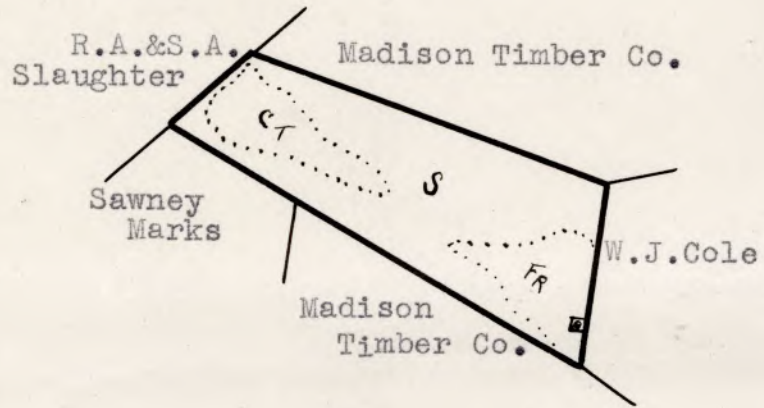 R.A.&S.A.
Slaughter
Madison Timber Co.
CT
S
Sawney
Marks
W.J.Cole
FR
Madison
Timber Co.